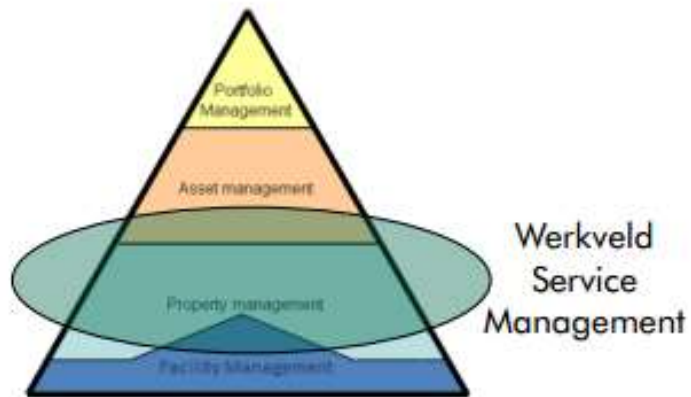 Portfolio
Management
Asset management
Werkveld
Service
Management
Property management
Facility Management